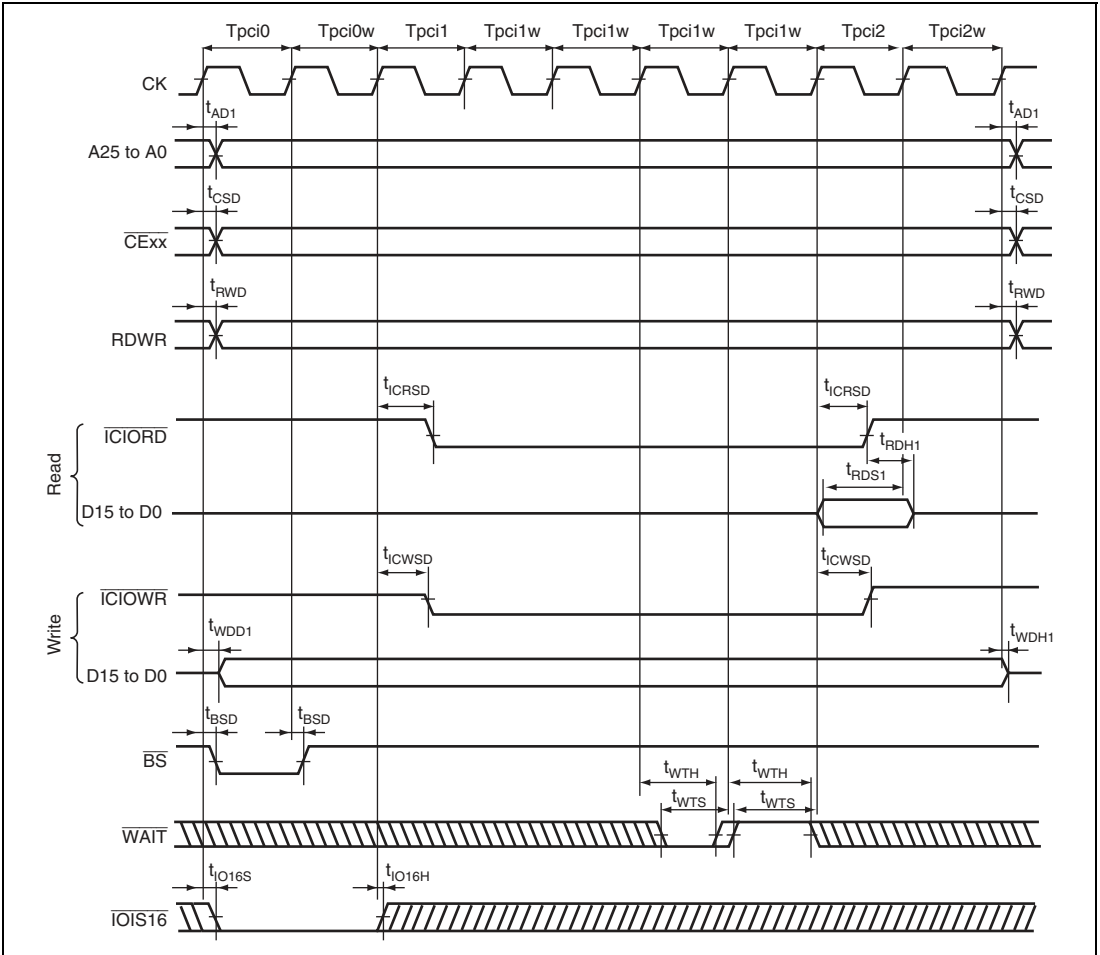 Tpci0 Tpci0w Tpci1 Tpci1w Tpci1w Tpci1w Tpci1w Tpci2 Tpci2w
CK
tAD1 tAD1
A25 to A0
tCSD tCSD
CExx
tRWD tRWD
RDWR
tICRSD tICRSD
ICIORD
tRDH1
Read
tRDS1
D15 to D0
tICWSD tICWSD
ICIOWR
Write
tWDD1 tWDH1
D15 to D0
tBSD tBSD
BS
tWTH tWTH
tWTS tWTS
WAIT
tIO16S tIO16H
IOIS16